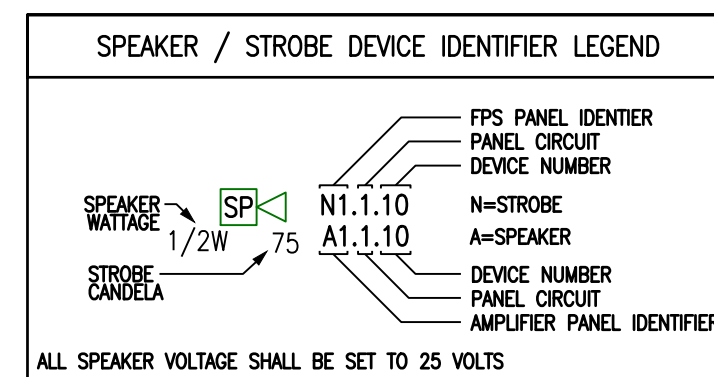 SPEAKER / STROBE DEVICE IDENTIFIER LEGEND
FPS PANEL IDENTIER
PANEL CIRCUIT
DEVICE NUMBER
SPEAKER
WATTAGE
1/2W
SP
75
N1.1.10
N=STROBE
A1.1.10
A=SPEAKER
STROBE
CANDELA
DEVICE NUMBER
PANEL CIRCUIT
AMPLIFIER PANEL IDENTIFIER
ALL SPEAKER VOLTAGE SHALL BE SET TO 25 VOLTS